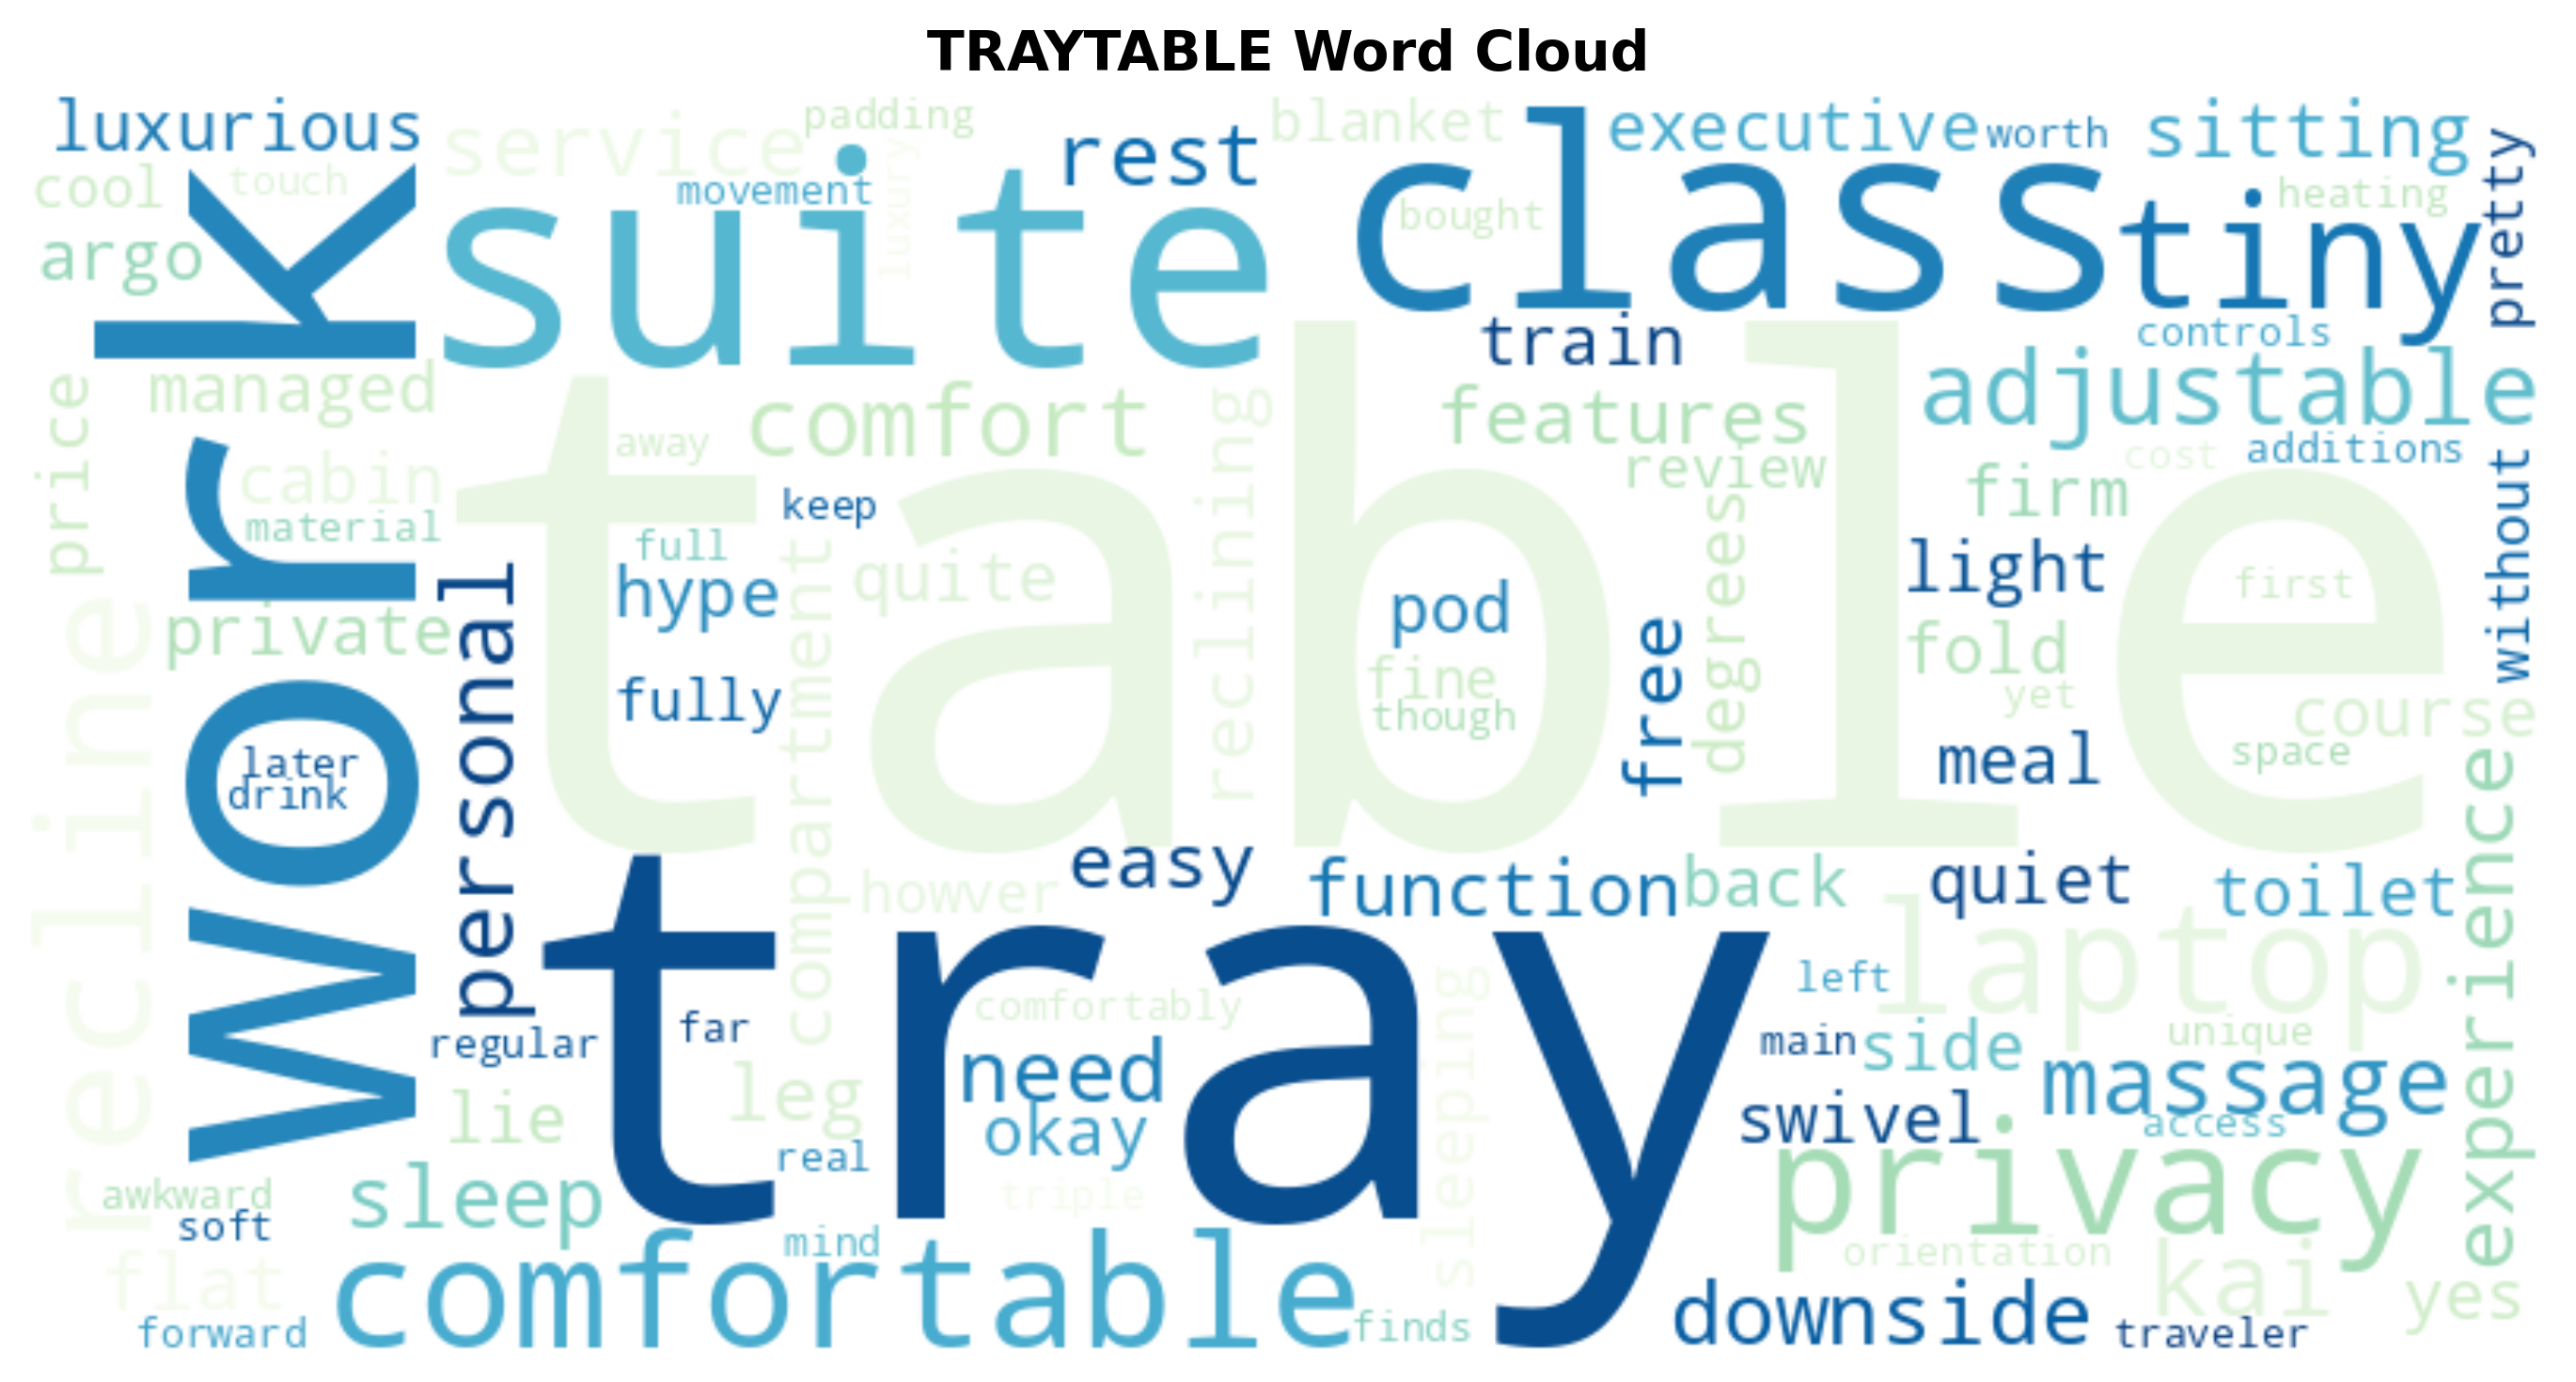 TRAYTABLE Word Cloud
luxurious
service
padding
rest
blanket
executive
worth
sitting
cool
touch
movement
luxury
bought
heating
pretty
argo
work
suite
class
tiny
train
controls
price
managed
comfort
features
adjustable
away
reclining
review
cost
additions
cabin
material
keep
firm
without
table
full
hype
quite
compartment
pod
degrees
light
first
recliner
private
personal
fully
fine
though
free
fold
yet
course
later
drink
meal
space
easy
howver
function
back
quiet
toilet
experience
tray
laptop
left
regular
far
comfortably
sleeping
main
side
unique
lie
leg
need
okay
swivel
massage
access
real
awkward
soft
sleep
triple
privacy
mind
orientation
flat
comfortable
kai
yes
forward
finds
downside
traveler